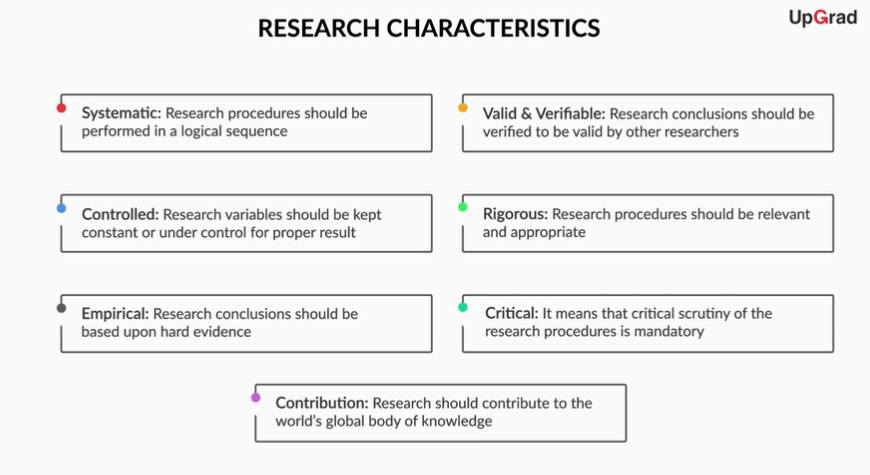 RESEARCH CHARACTERISTICS
UpGrad
Systematic: Research procedures should be
performed in a logical sequence
Valid & Verifiable: Research conclusions should be
verified to be valid by other researchers
Controlled: Research variables should be kept
constant or under control for proper result
Rigorous: Research procedures should be relevant
and appropriate
Empirical: Research conclusions should be
based upon hard evidence
Critical: It means that critical scrutiny of the
research procedures is mandatory
Contribution: Research should contribute to the
world's global body of knowledge